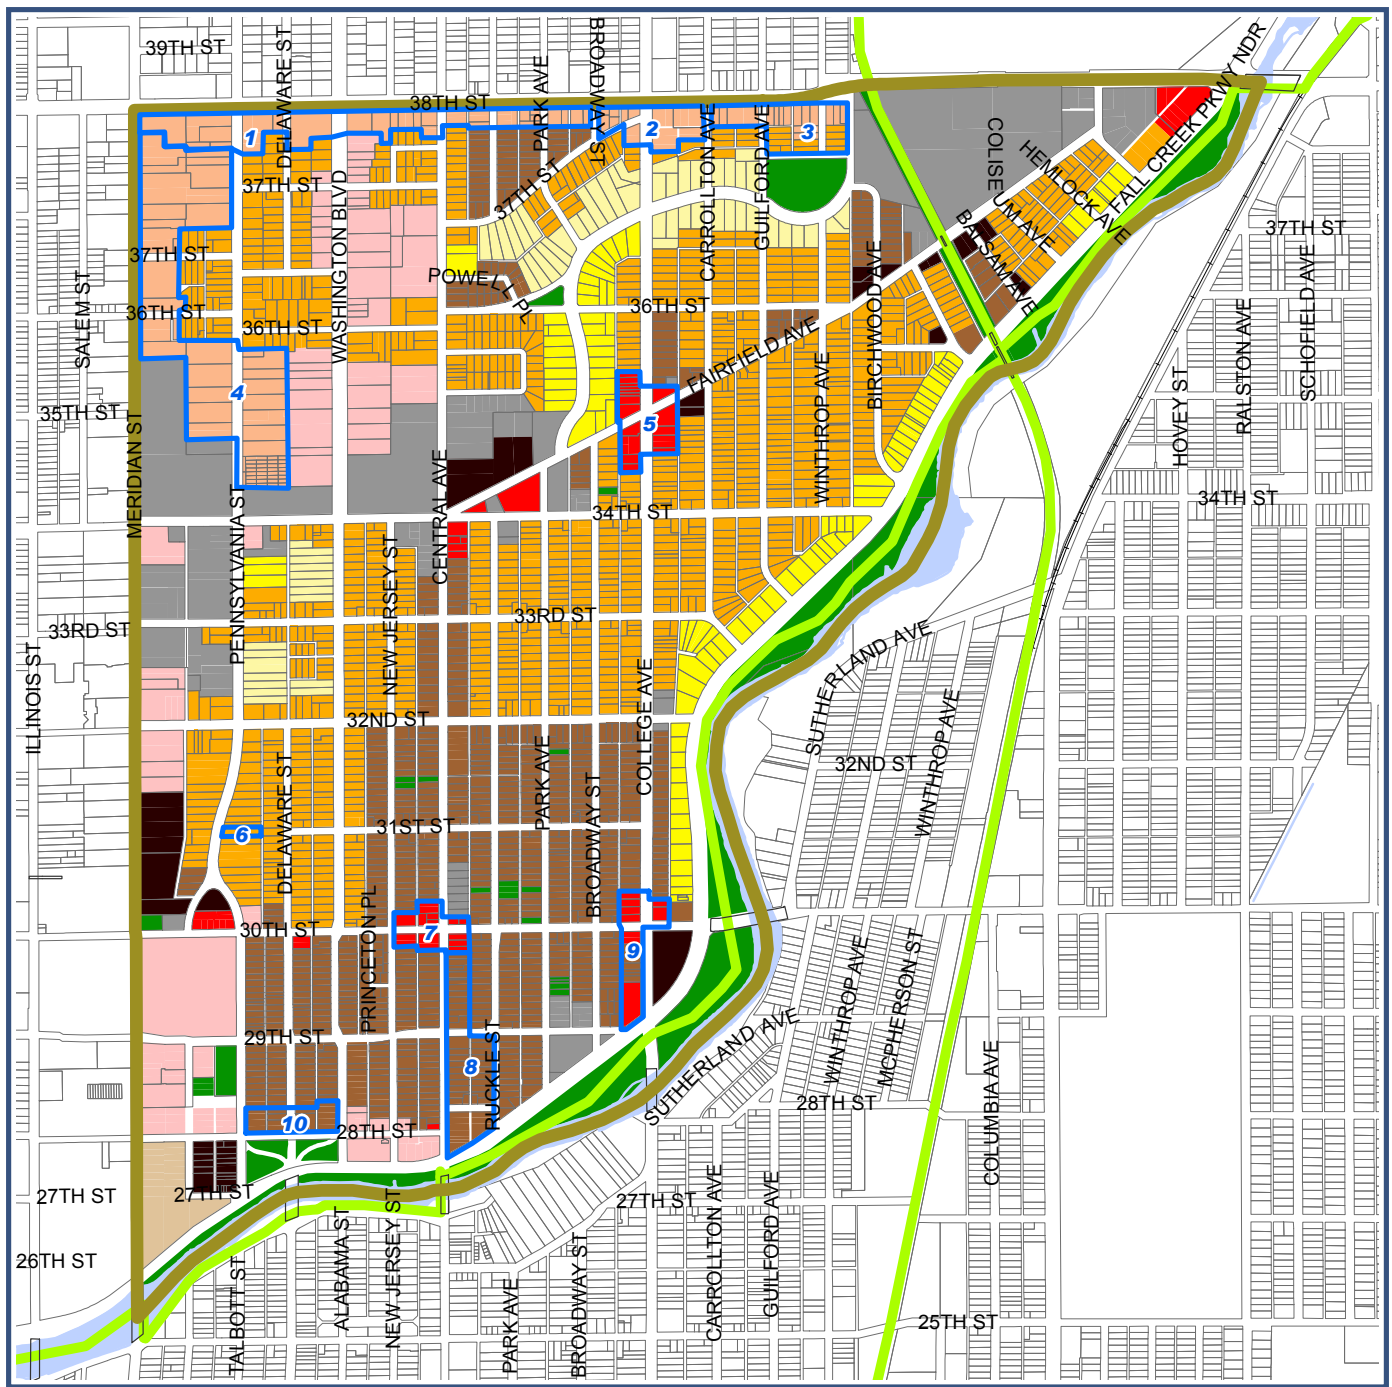 39TH ST
DELAWARE ST
PARK AVE
BROADWAY ST
38TH ST
FALL CREEK PKWY NDR
1
2
3
CARROLLTON AVE
GUILFORD AVE
COLISEUM AVE
HEMLOCK AVE
37TH ST
WASHINGTON BLVD
37TH ST
37TH ST
37TH ST
BALSAM AVE
POWELL PL
BIRCHWOOD AVE
SCHOFIELD AVE
SALEM ST
36TH ST
36TH ST
36TH ST
FAIRFIELD AVE
RALSTON AVE
WINTHROP AVE
HOVEY ST
4
35TH ST
5
MERIDIAN ST
CENTRAL AVE
PENNSYLVANIA ST
34TH ST
34TH ST
NEW JERSEY ST
33RD ST
33RD ST
SUTHERLAND AVE
ILLINOIS ST
COLLEGE AVE
WINTHROP AVE
32ND ST
32ND ST
DELAWARE ST
PARK AVE
BROADWAY ST
6
31ST ST
PRINCETON PL
30TH ST
7
9
WINTHROP AVE
MCPHERSON ST
29TH ST
RUCKLE ST
8
SUTHERLAND AVE
COLUMBIA AVE
10
28TH ST
28TH ST
27TH ST
27TH ST
27TH ST
CARROLLTON AVE
GUILFORD AVE
NEW JERSEY ST
ALABAMA ST
26TH ST
TALBOTT ST
BROADWAY ST
PARK AVE
25TH ST